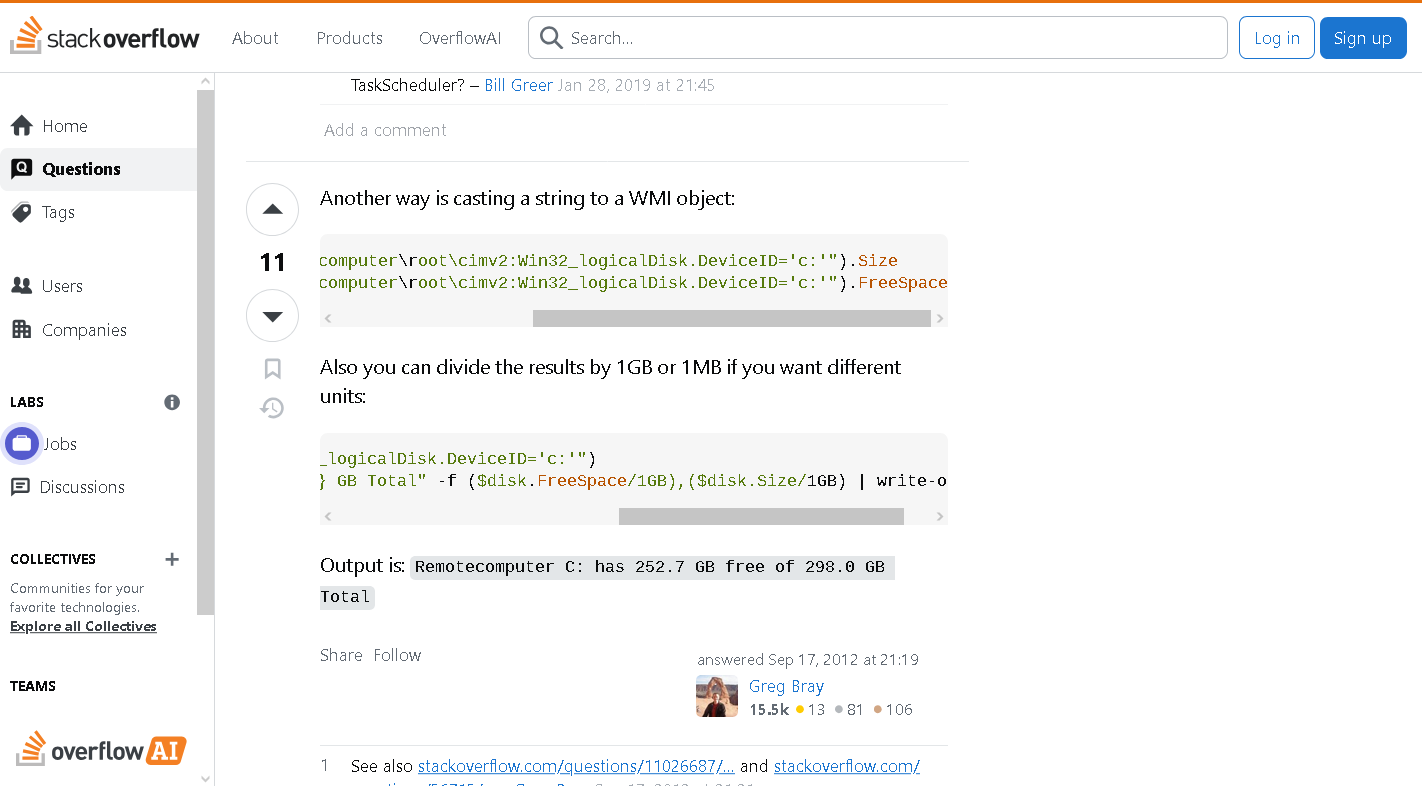 stackoverflow
About
Products
OverflowAI
Search...
Log in
Sign up
Home
Questions
Tags
Users
Companies
LABS
Jobs
Discussions
COLLECTIVES
Communities for your
favorite technologies.
Explore all Collectives
TEAMS
overflow AI
TaskScheduler? – Bill Greer Jan 28, 2019 at 21:45
Add a comment
11
Another way is casting a string to a WMI object:
computer\root\cimv2:Win32_logicalDisk.DeviceID='c:'").Size
computer\root\cimv2:Win32_logicalDisk.DeviceID='c:'").FreeSpace
Also you can divide the results by 1GB or 1MB if you want different
units:
_logicalDisk.DeviceID='c:'")
} GB Total" -f ($disk.FreeSpace/1GB),($disk.Size/1GB) | write-o
Output is: Remotecomputer C: has 252.7 GB free of 298.0 GB
Total
Share Follow
answered Sep 17, 2012 at 21:19
Greg Bray
15.5k 13 81 106
1 See also stackoverflow.com/questions/11026687/... and stackoverflow.com/